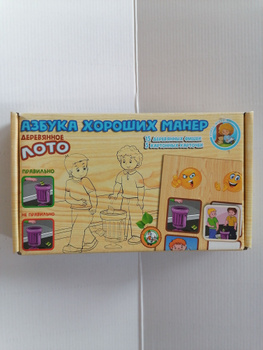 АЗБУКА ХОРОШИХ МАНЕР
ДЕРЕВЯННОЕ
ЛОТО
ПРАВИЛЬНО
НЕ ПРАВИЛЬНО